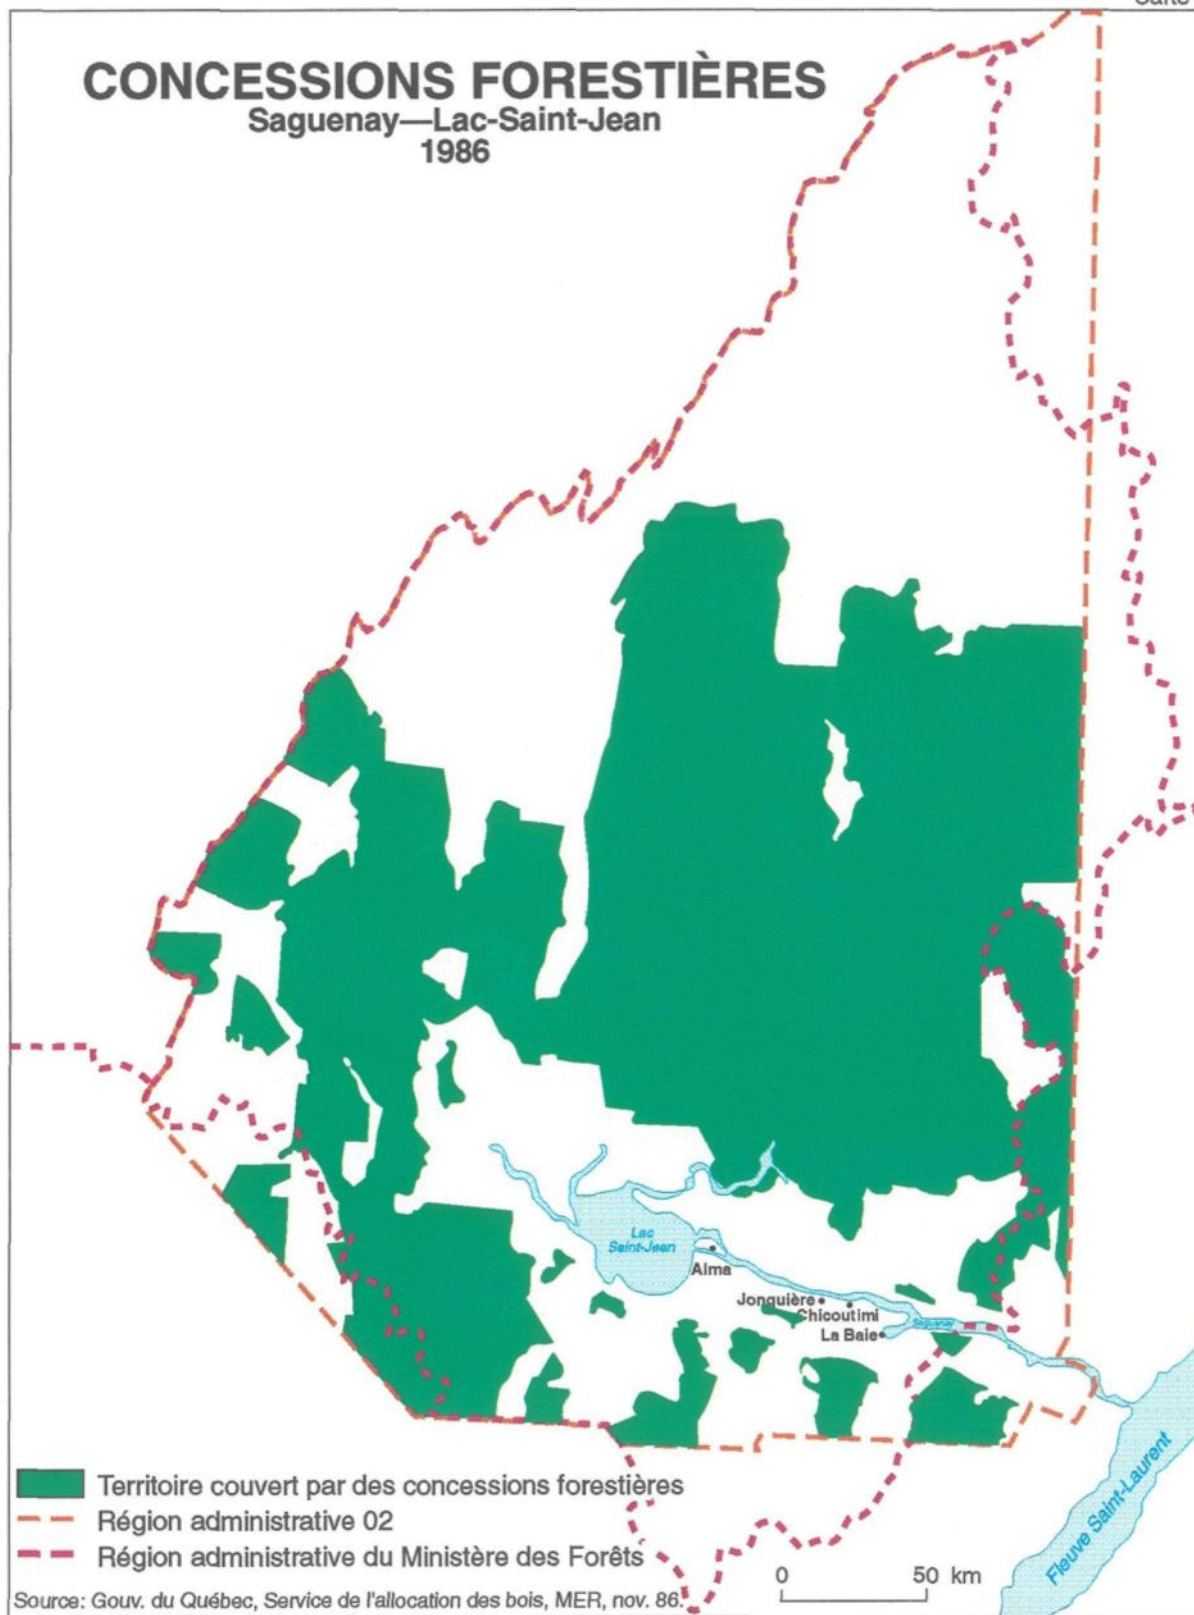 Carte
CONCESSIONS FORESTIÈRES
Saguenay—Lac-Saint-Jean
1986
Lac
Saint-Jean
Alma
Jonquière
Chicoutimi
La Baie
Saguenay
Fleuve Saint-Laurent
Territoire couvert par des concessions forestières
Région administrative 02
Région administrative du Ministère des Forêts
0 50 km
Source: Gouv. du Québec, Service de l'allocation des bois, MER, nov. 86.